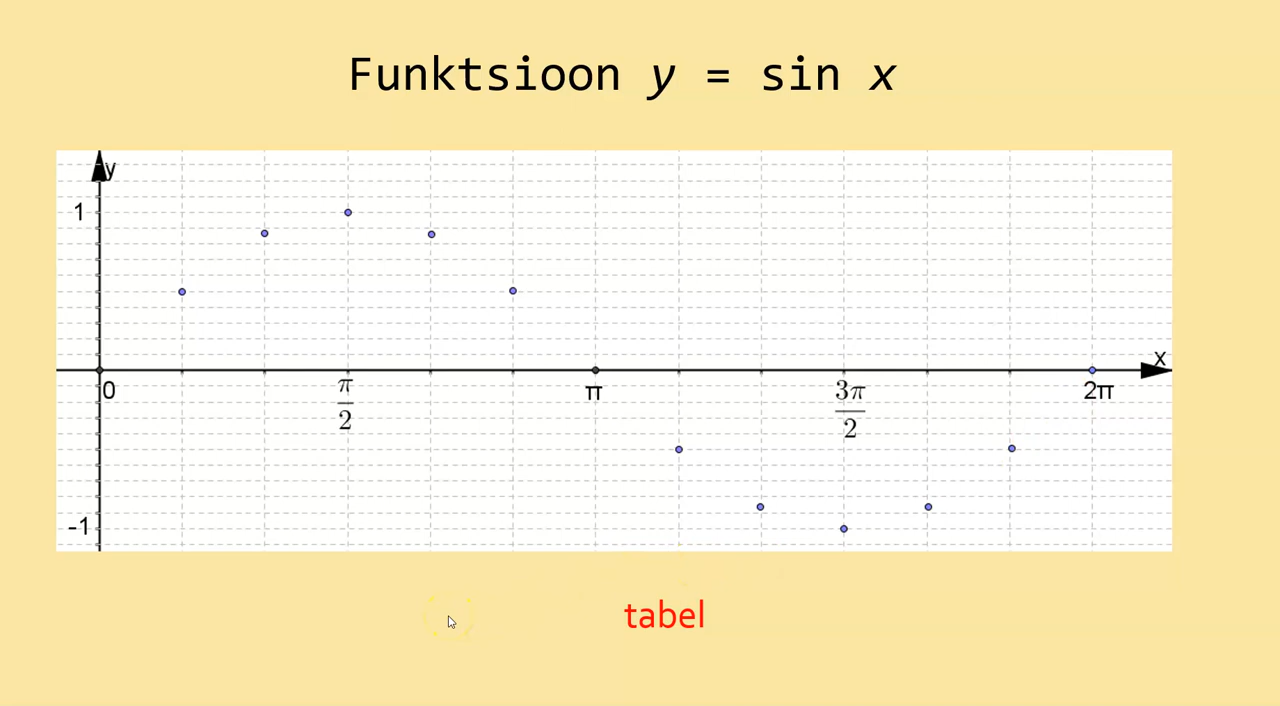 Funktsioon y = sin x
y
1
x
0
π/2
π
3π/2
2π
-1
tabel